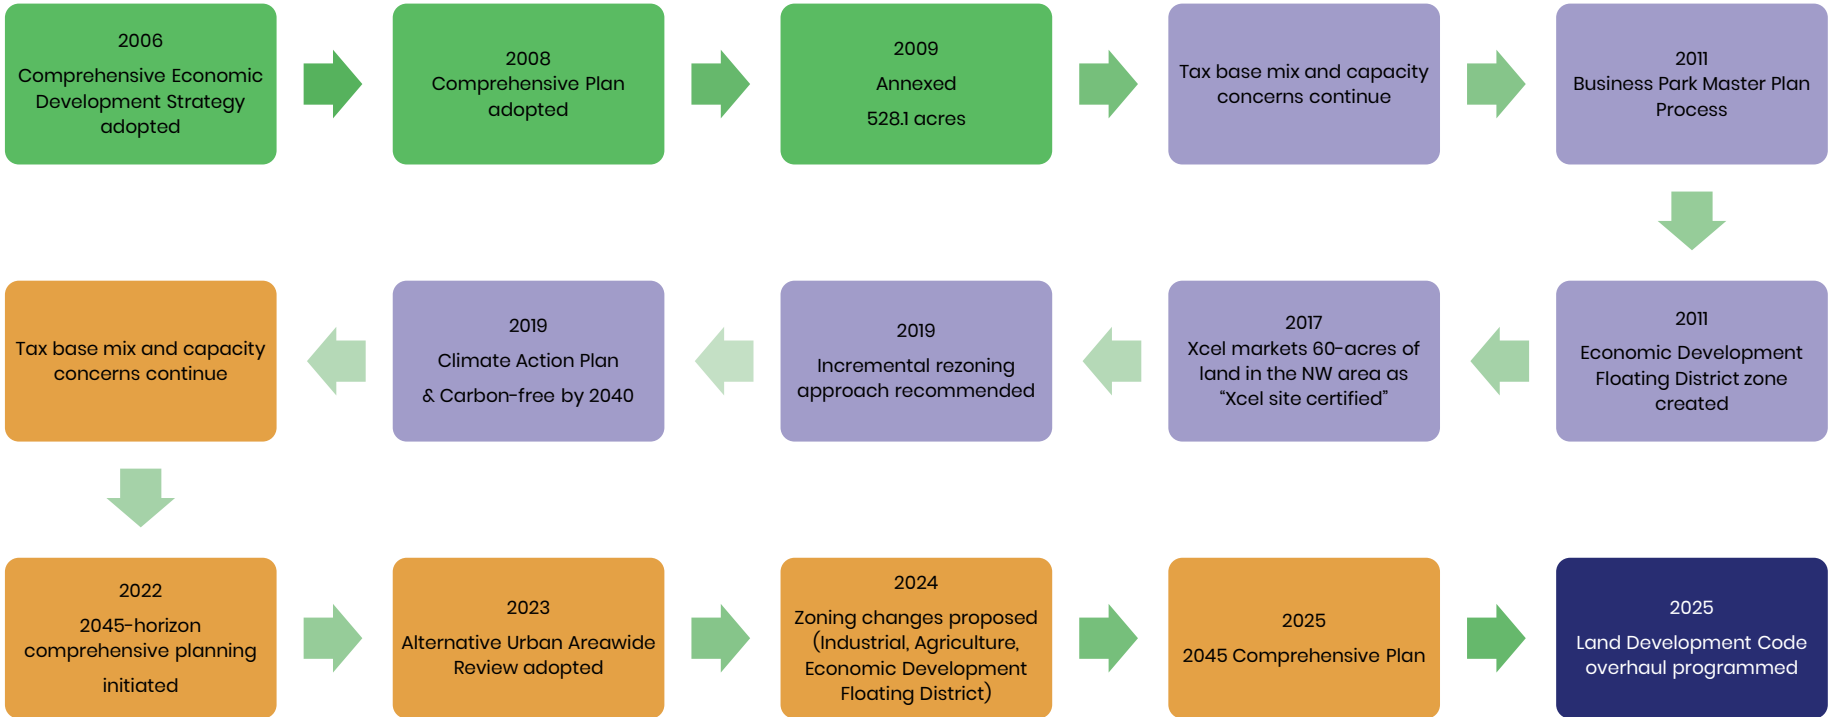 2006
Comprehensive Economic
Development Strategy
adopted
2008
Comprehensive Plan
adopted
2009
Annexed
528.1 acres
Tax base mix and capacity
concerns continue
2011
Business Park Master Plan
Process
2011
Economic Development
Floating District zone
created
2017
Xcel markets 60-acres of
land in the NW area as
“Xcel site certified”
2019
Incremental rezoning
approach recommended
2019
Climate Action Plan
& Carbon-free by 2040
Tax base mix and capacity
concerns continue
2022
2045-horizon
comprehensive planning
initiated
2023
Alternative Urban Areawide
Review adopted
2024
Zoning changes proposed
(Industrial, Agriculture,
Economic Development
Floating District)
2025
2045 Comprehensive Plan
2025
Land Development Code
overhaul programmed